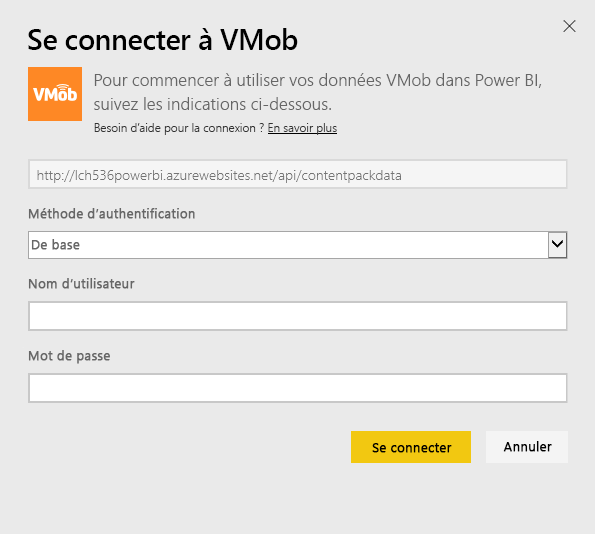 Se connecter à VMob
VMob
Pour commencer à utiliser vos données VMob dans Power BI,
suivez les indications ci-dessous.
Besoin d’aide pour la connexion ? En savoir plus
http://lch536powerbi.azurewebsites.net/api/contentpackdata
Méthode d’authentification
De base
Nom d’utilisateur
Mot de passe
Se connecter
Annuler